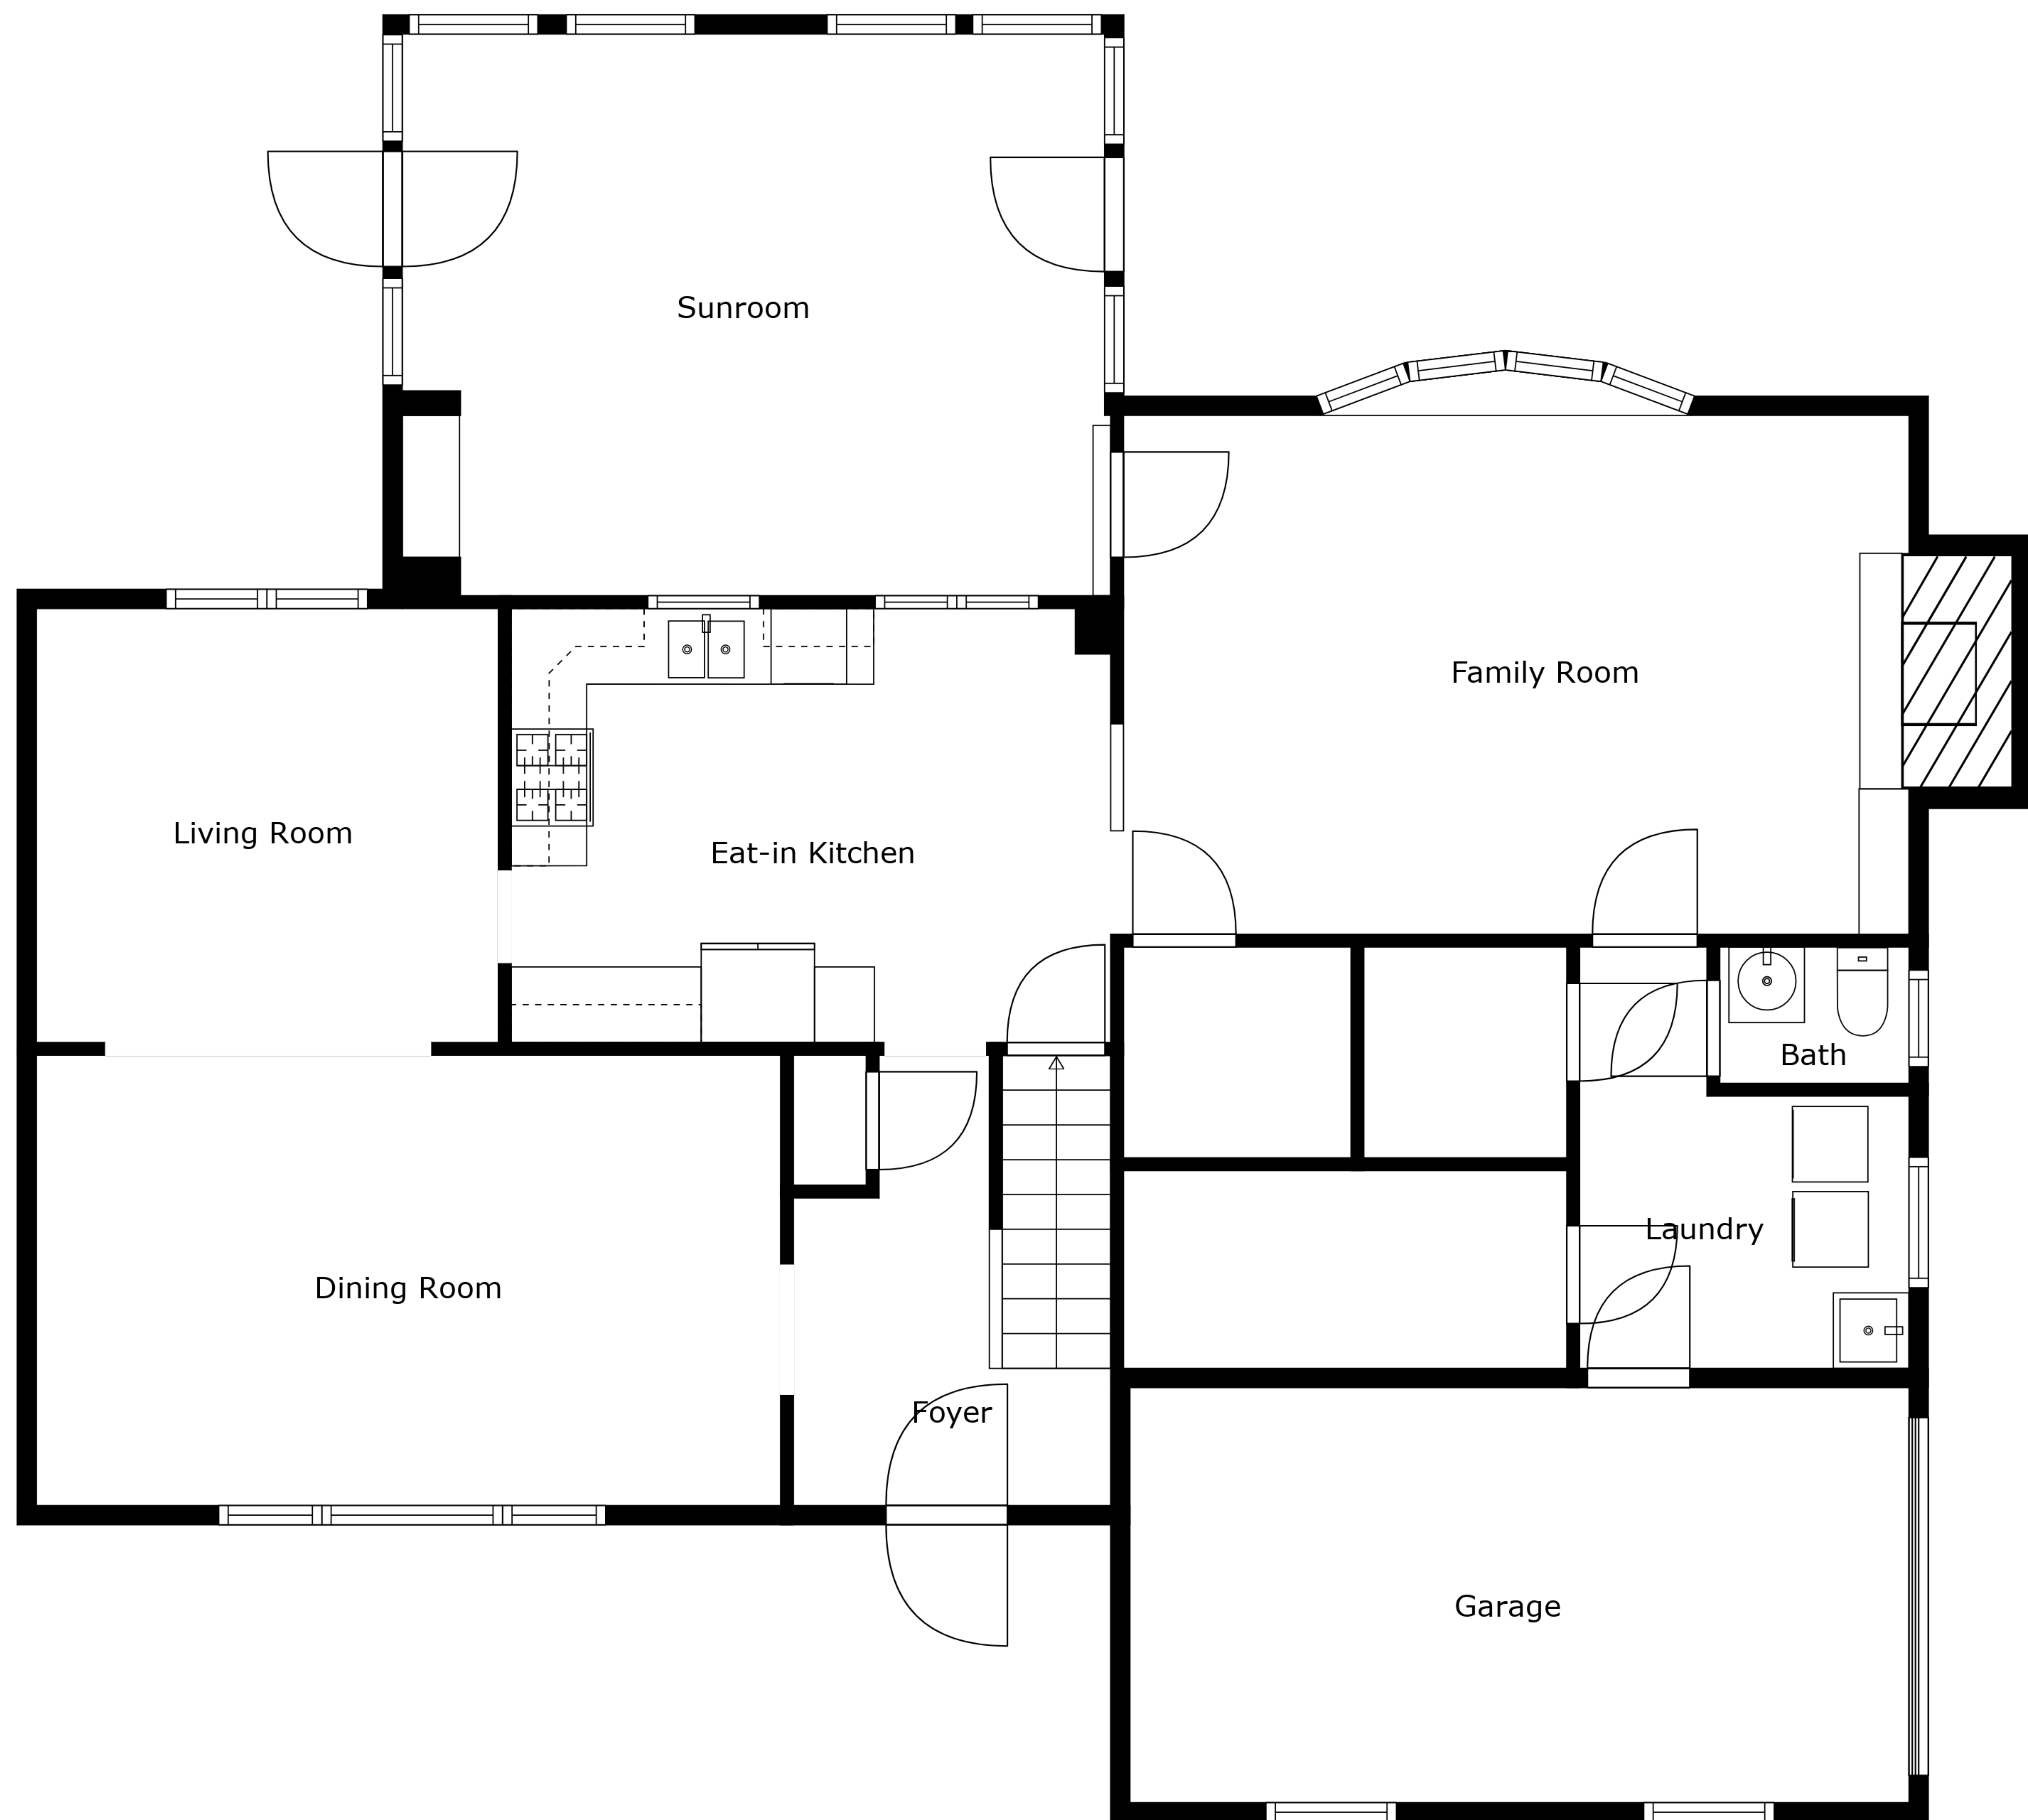 Sunroom
Family Room
Living Room
Eat-in Kitchen
Bath
Laundry
Dining Room
Foyer
Garage